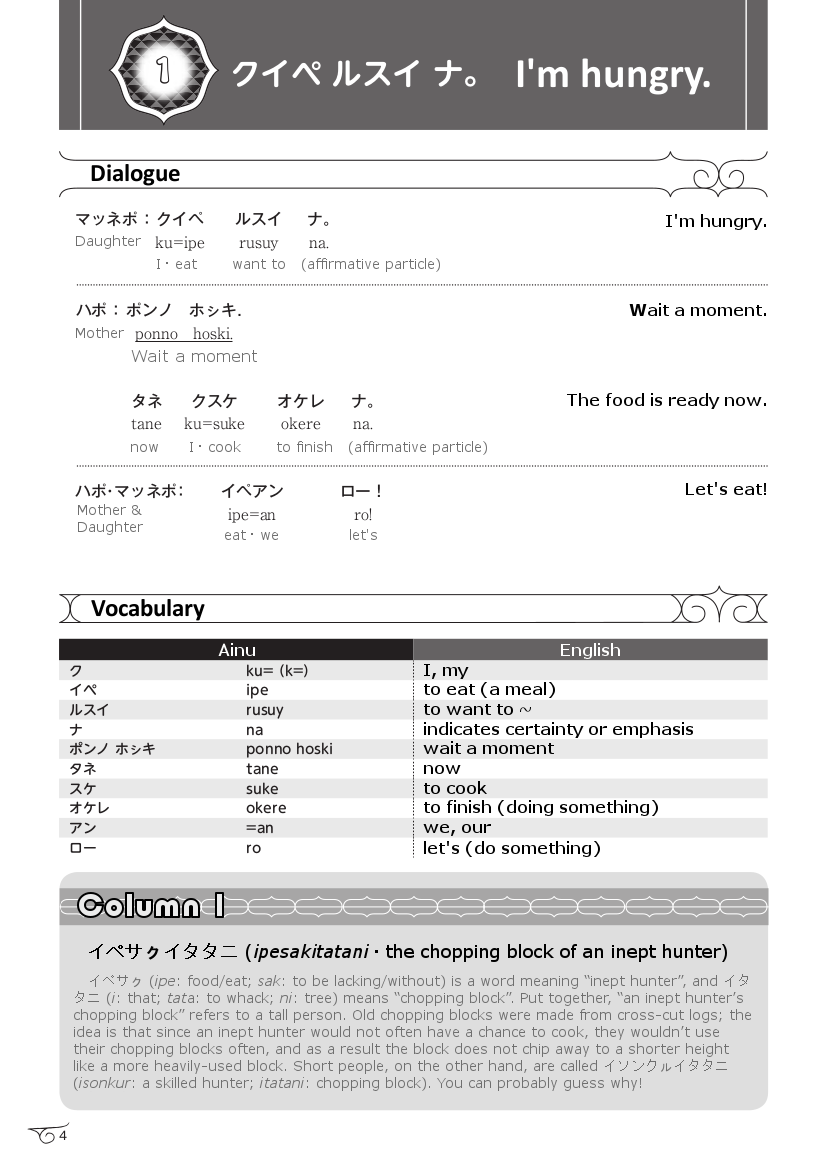 1 クイペ ルスイ ナ。 I'm hungry.
Dialogue
マッネポ : クイペ ルスイ ナ。 I'm hungry.
Daughter ku=ipe rusuy na.
I・eat want to (affirmative particle)
ハポ : ポンノ ホㇱキ. Wait a moment.
Mother ponno hoski.
Wait a moment
タネ クスケ オケレ ナ。 The food is ready now.
tane ku=suke okere na.
now I・cook to finish (affirmative particle)
ハポ・マッネポ: イペアン ロー！ Let's eat!
Mother & ipe=an ro!
Daughter eat・we let's
Vocabulary
Ainu English
ク ku= (k=) I, my
イペ ipe to eat (a meal)
ルスイ rusuy to want to ~
ナ na indicates certainty or emphasis
ポンノ ホㇱキ ponno hoski wait a moment
タネ tane now
スケ suke to cook
オケレ okere to finish (doing something)
アン =an we, our
ロー ro let's (do something)
Column 1
イペサㇰイタタニ (ipesakitatani・the chopping block of an inept hunter)
イペサㇰ (ipe: food/eat; sak: to be lacking/without) is a word meaning “inept hunter”, and イタ
タニ (i: that; tata: to whack; ni: tree) means “chopping block”. Put together, “an inept hunter’s
chopping block” refers to a tall person. Old chopping blocks were made from cross-cut logs; the
idea is that since an inept hunter would not often have a chance to cook, they wouldn’t use
their chopping blocks often, and as a result the block does not chip away to a shorter height
like a more heavily-used block. Short people, on the other hand, are called イソンクㇽイタタニ
(isonkur: a skilled hunter; itatani: chopping block). You can probably guess why!
4